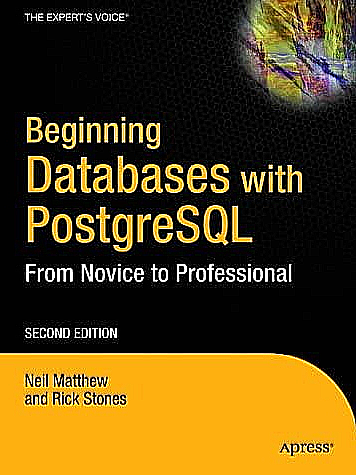 THE EXPERT'S VOICE®
Beginning
Databases with
PostgreSQL
From Novice to Professional
SECOND EDITION
Neil Matthew
and Rick Stones
Apress®